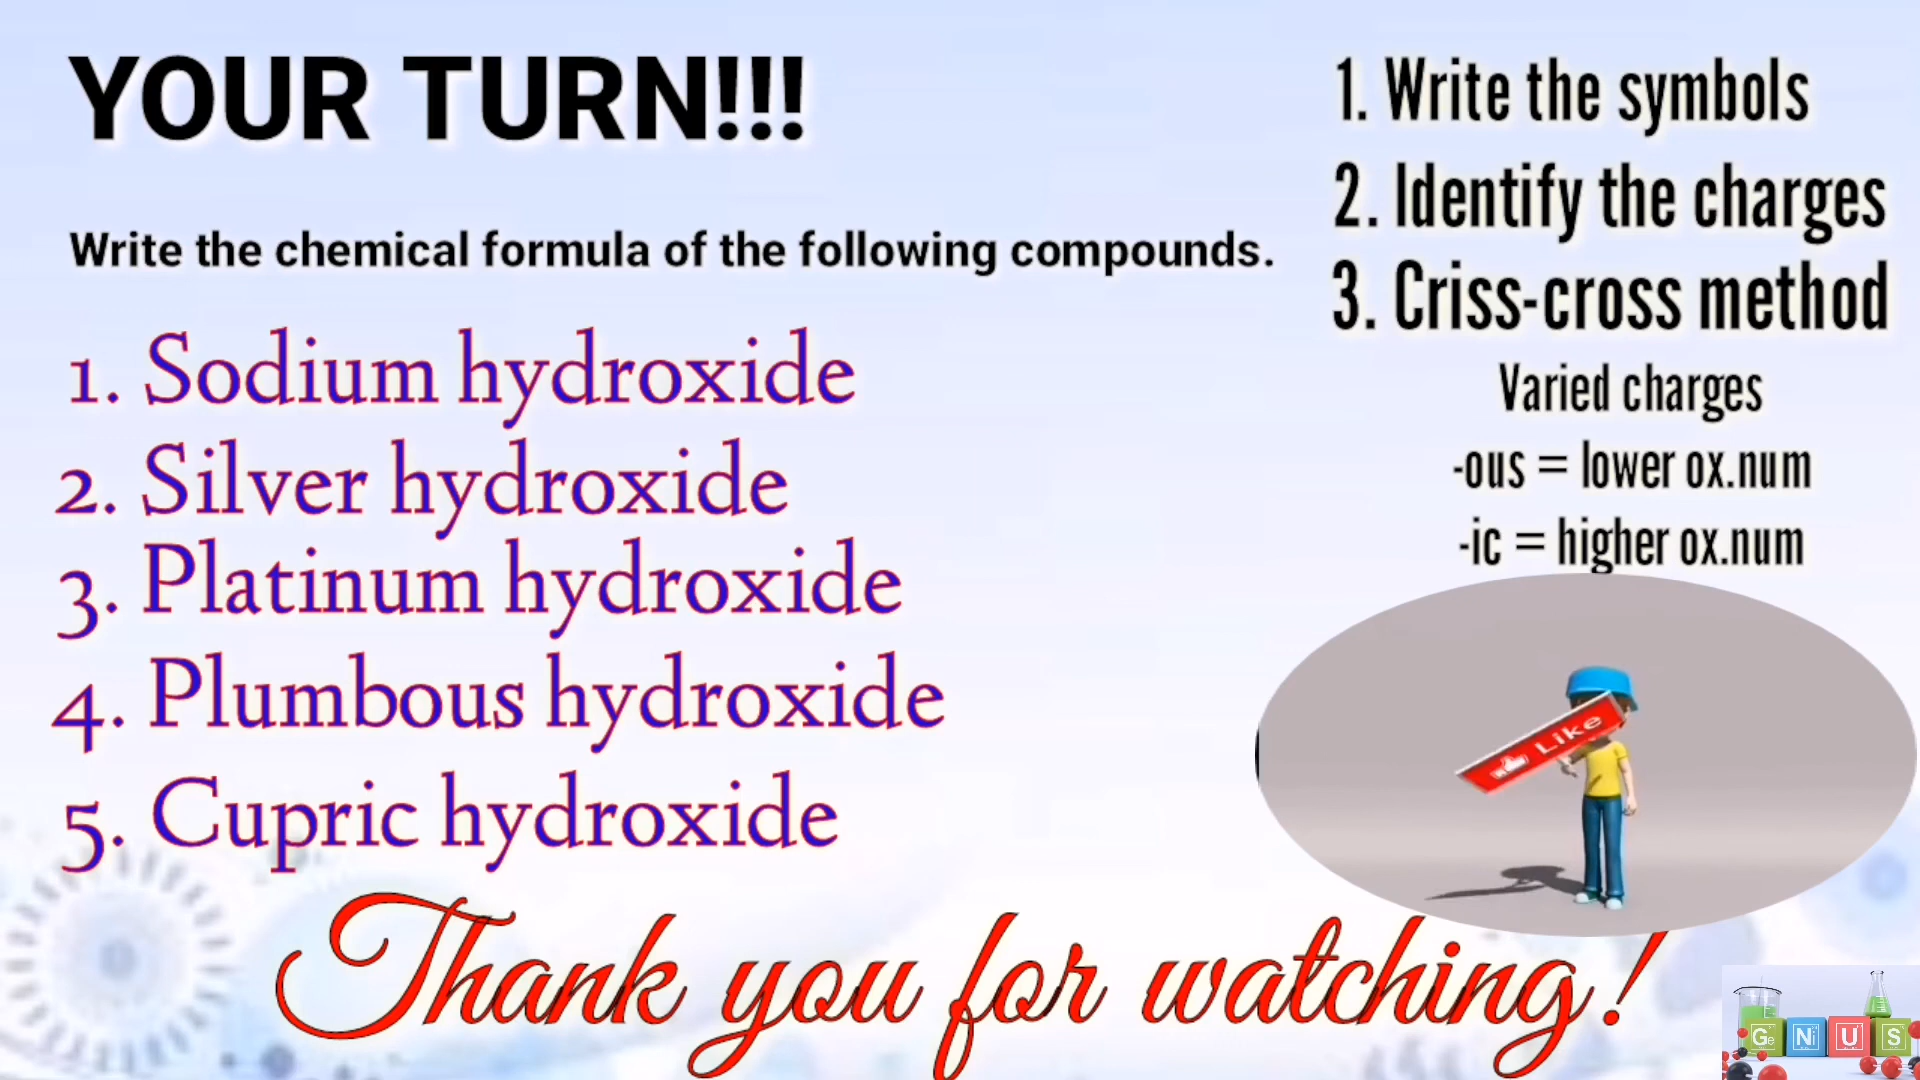 YOUR TURN!!!
Write the chemical formula of the following compounds.
1. Sodium hydroxide
2. Silver hydroxide
3. Platinum hydroxide
4. Plumbous hydroxide
5. Cupric hydroxide
1. Write the symbols
2. Identify the charges
3. Criss-cross method
Varied charges
-ous = lower ox.num
-ic = higher ox.num
Like
Thank you for watching!
Ge Ni U S